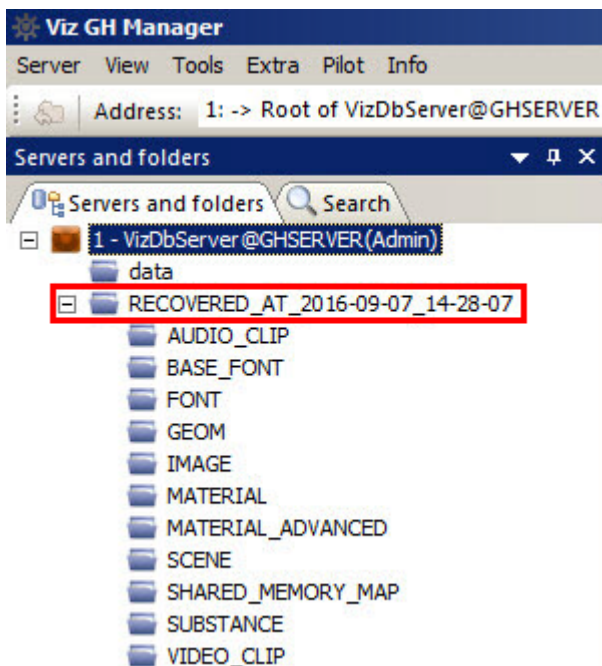 Viz GH Manager
Server View Tools Extra Pilot Info
Address: 1: -> Root of VizDbServer@GHSERVER
Servers and folders
Servers and folders Search
1 - VizDbServer@GHSERVER(Admin)
data
RECOVERED_AT_2016-09-07_14-28-07
AUDIO_CLIP
BASE_FONT
FONT
GEOM
IMAGE
MATERIAL
MATERIAL_ADVANCED
SCENE
SHARED_MEMORY_MAP
SUBSTANCE
VIDEO_CLIP